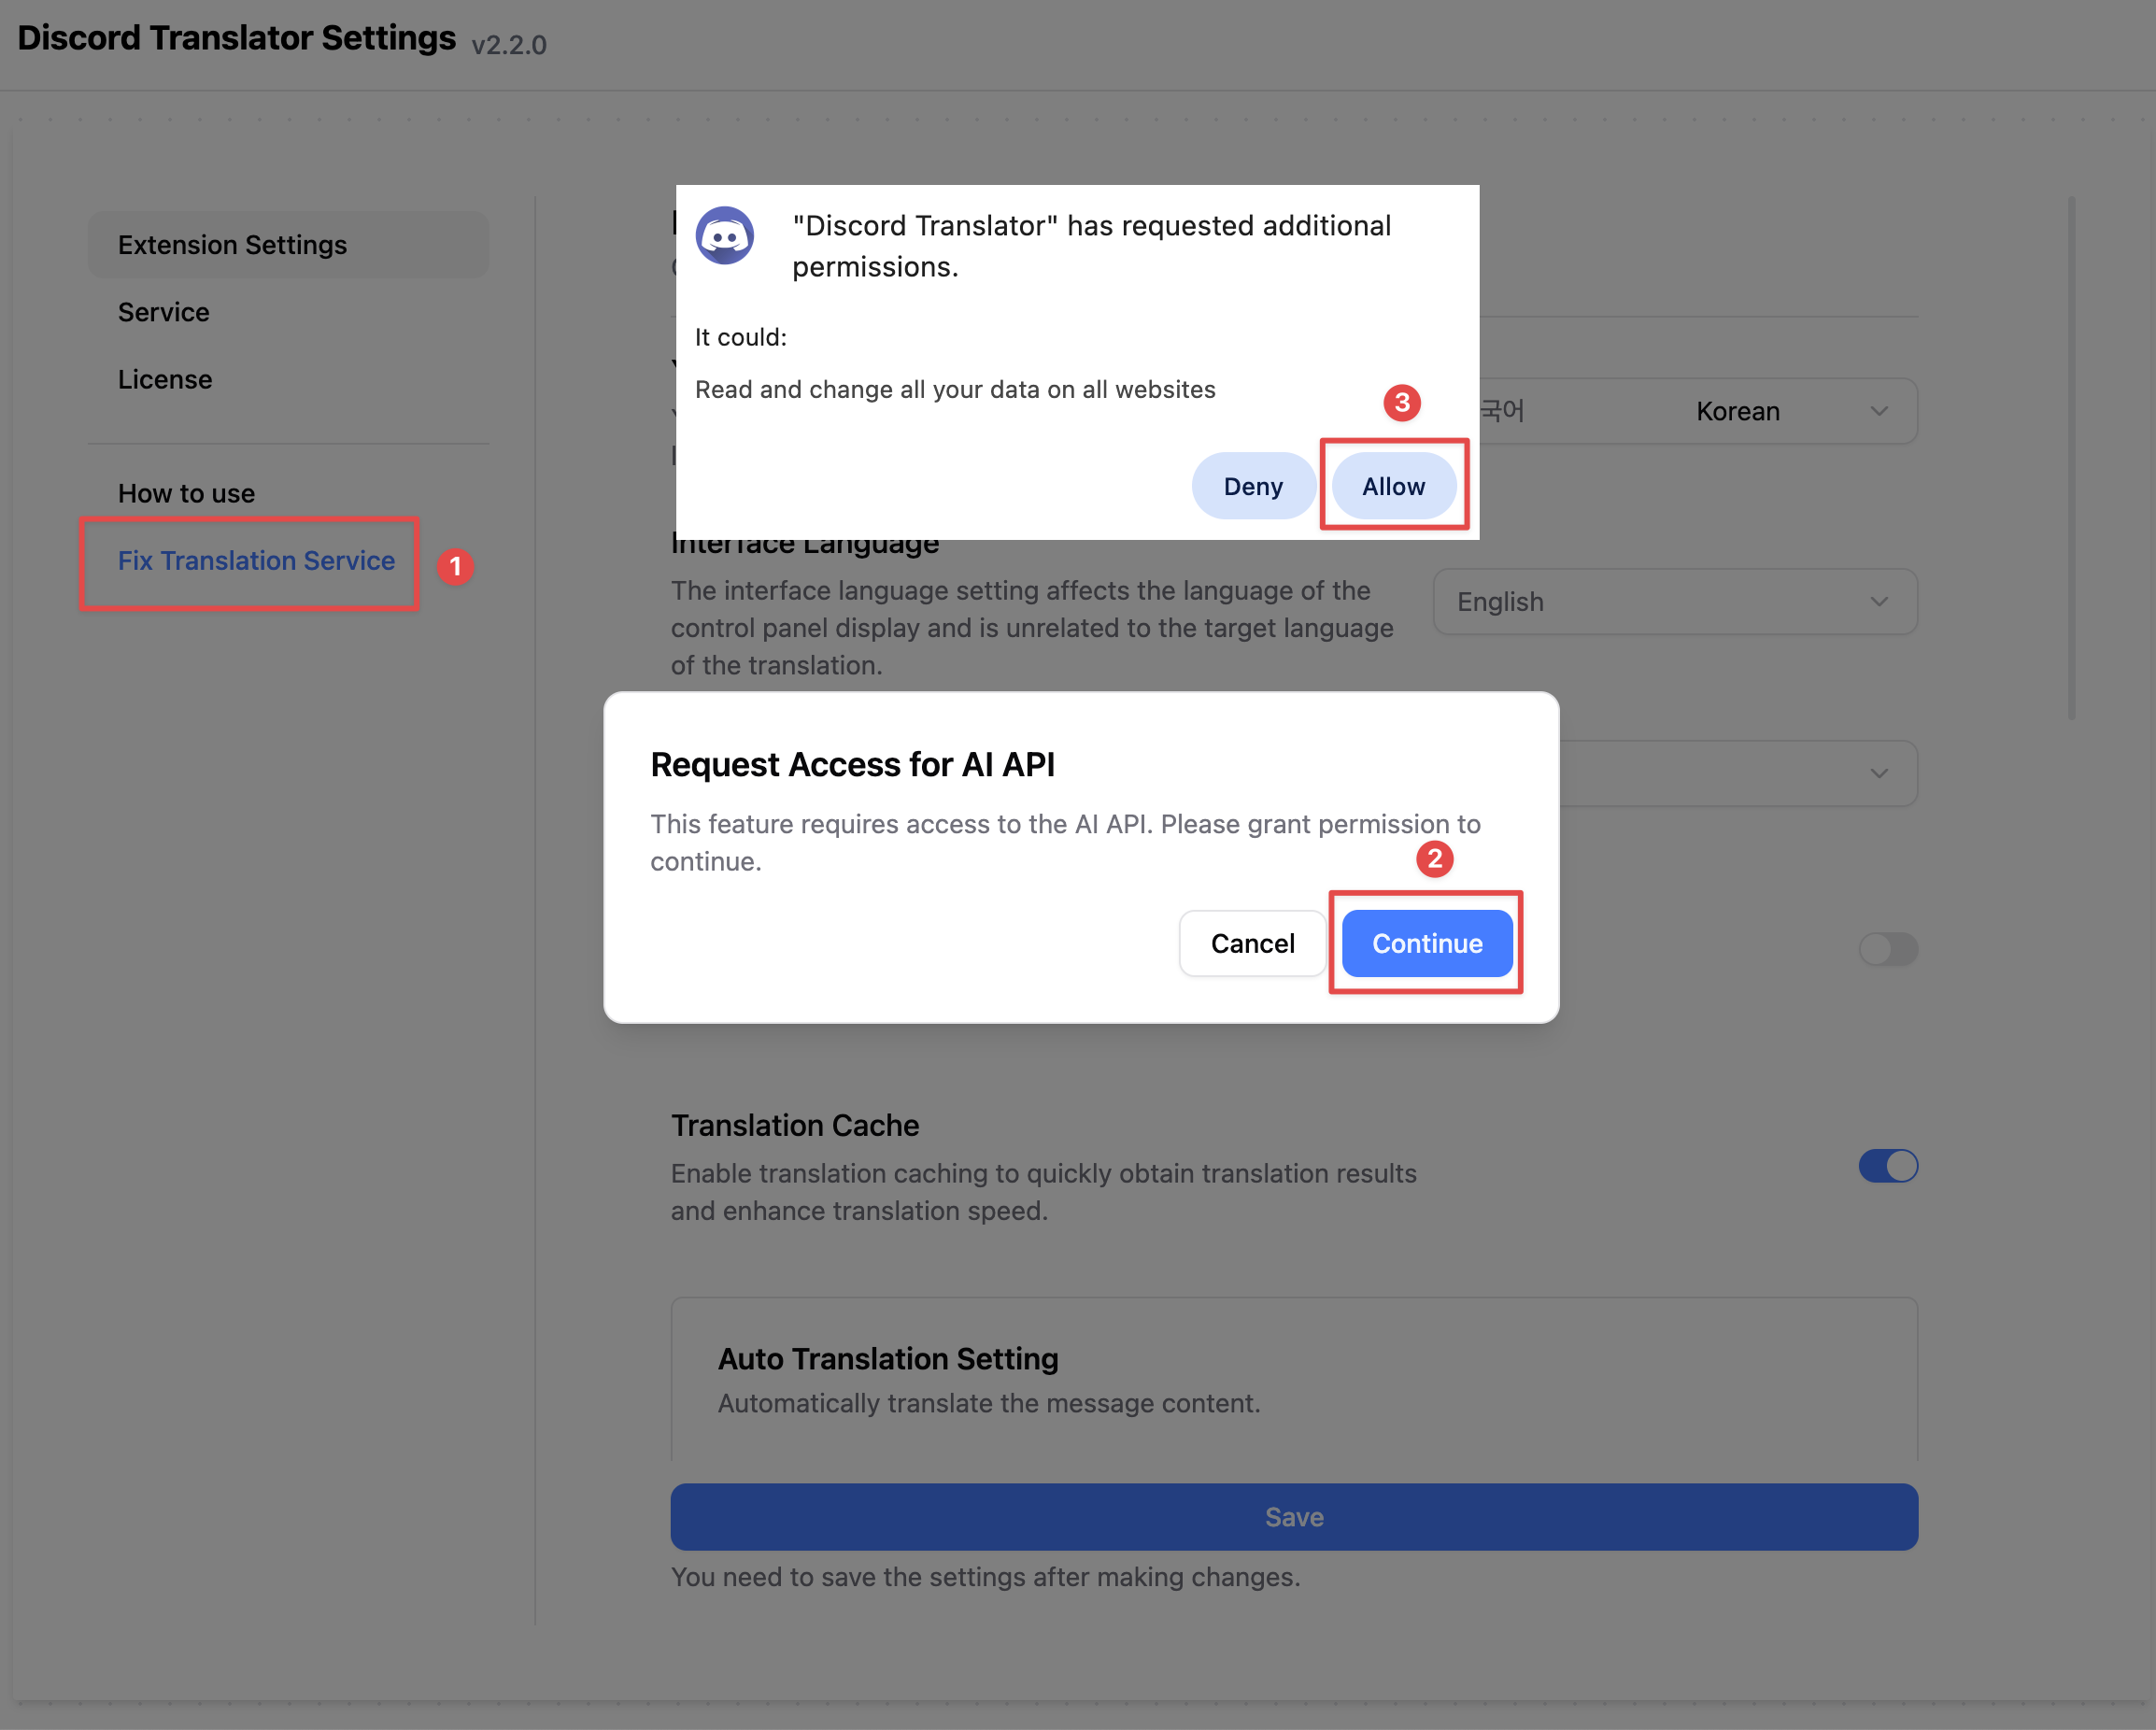 Discord Translator Settings v2.2.0
Extension Settings
Service
License
How to use
Fix Translation Service
1
"Discord Translator" has requested additional
permissions.
It could:
Read and change all your data on all websites
3
Deny
Allow
국어
Korean
Interface Language
The interface language setting affects the language of the
control panel display and is unrelated to the target language
of the translation.
English
Request Access for AI API
This feature requires access to the AI API. Please grant permission to
continue.
2
Cancel
Continue
Translation Cache
Enable translation caching to quickly obtain translation results
and enhance translation speed.
Auto Translation Setting
Automatically translate the message content.
Save
You need to save the settings after making changes.